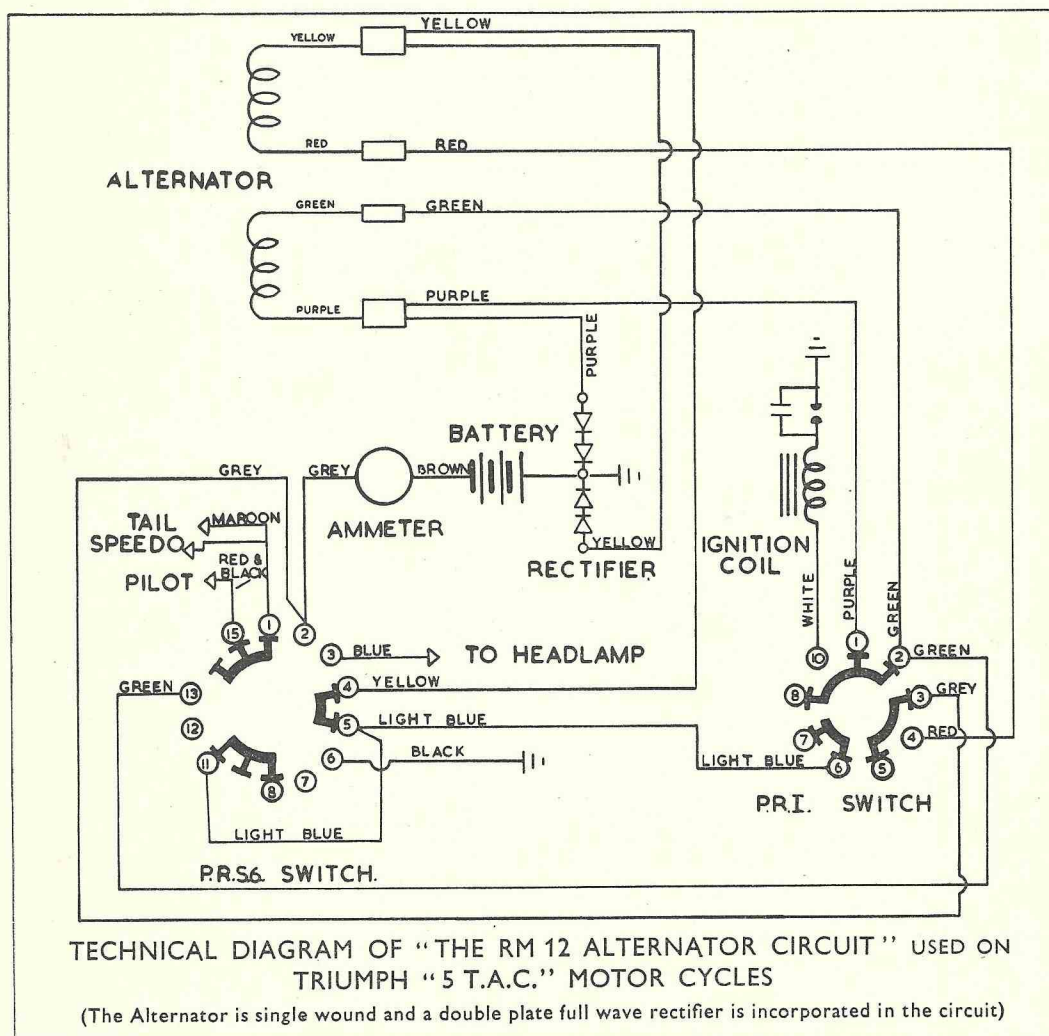 YELLOW
YELLOW
RED
RED
ALTERNATOR
GREEN
GREEN
PURPLE
PURPLE
PURPLE
BATTERY
GREY
GREY
BROWN
AMMETER
TAIL
MAROON
SPEEDO
RED &
BLACK
PILOT
YELLOW
RECTIFIER
IGNITION
COIL
WHITE
PURPLE
GREEN
15
1
2
3
BLUE
TO HEADLAMP
10
1
2
GREEN
GREEN
13
4
YELLOW
8
3
GREY
12
5
LIGHT BLUE
7
4
RED
11
6
BLACK
LIGHT BLUE
6
5
8
7
P.R.I. SWITCH
LIGHT BLUE
P.R.S.6. SWITCH.
TECHNICAL DIAGRAM OF "THE RM 12 ALTERNATOR CIRCUIT" USED ON
TRIUMPH "5 T.A.C." MOTOR CYCLES
(The Alternator is single wound and a double plate full wave rectifier is incorporated in the circuit)